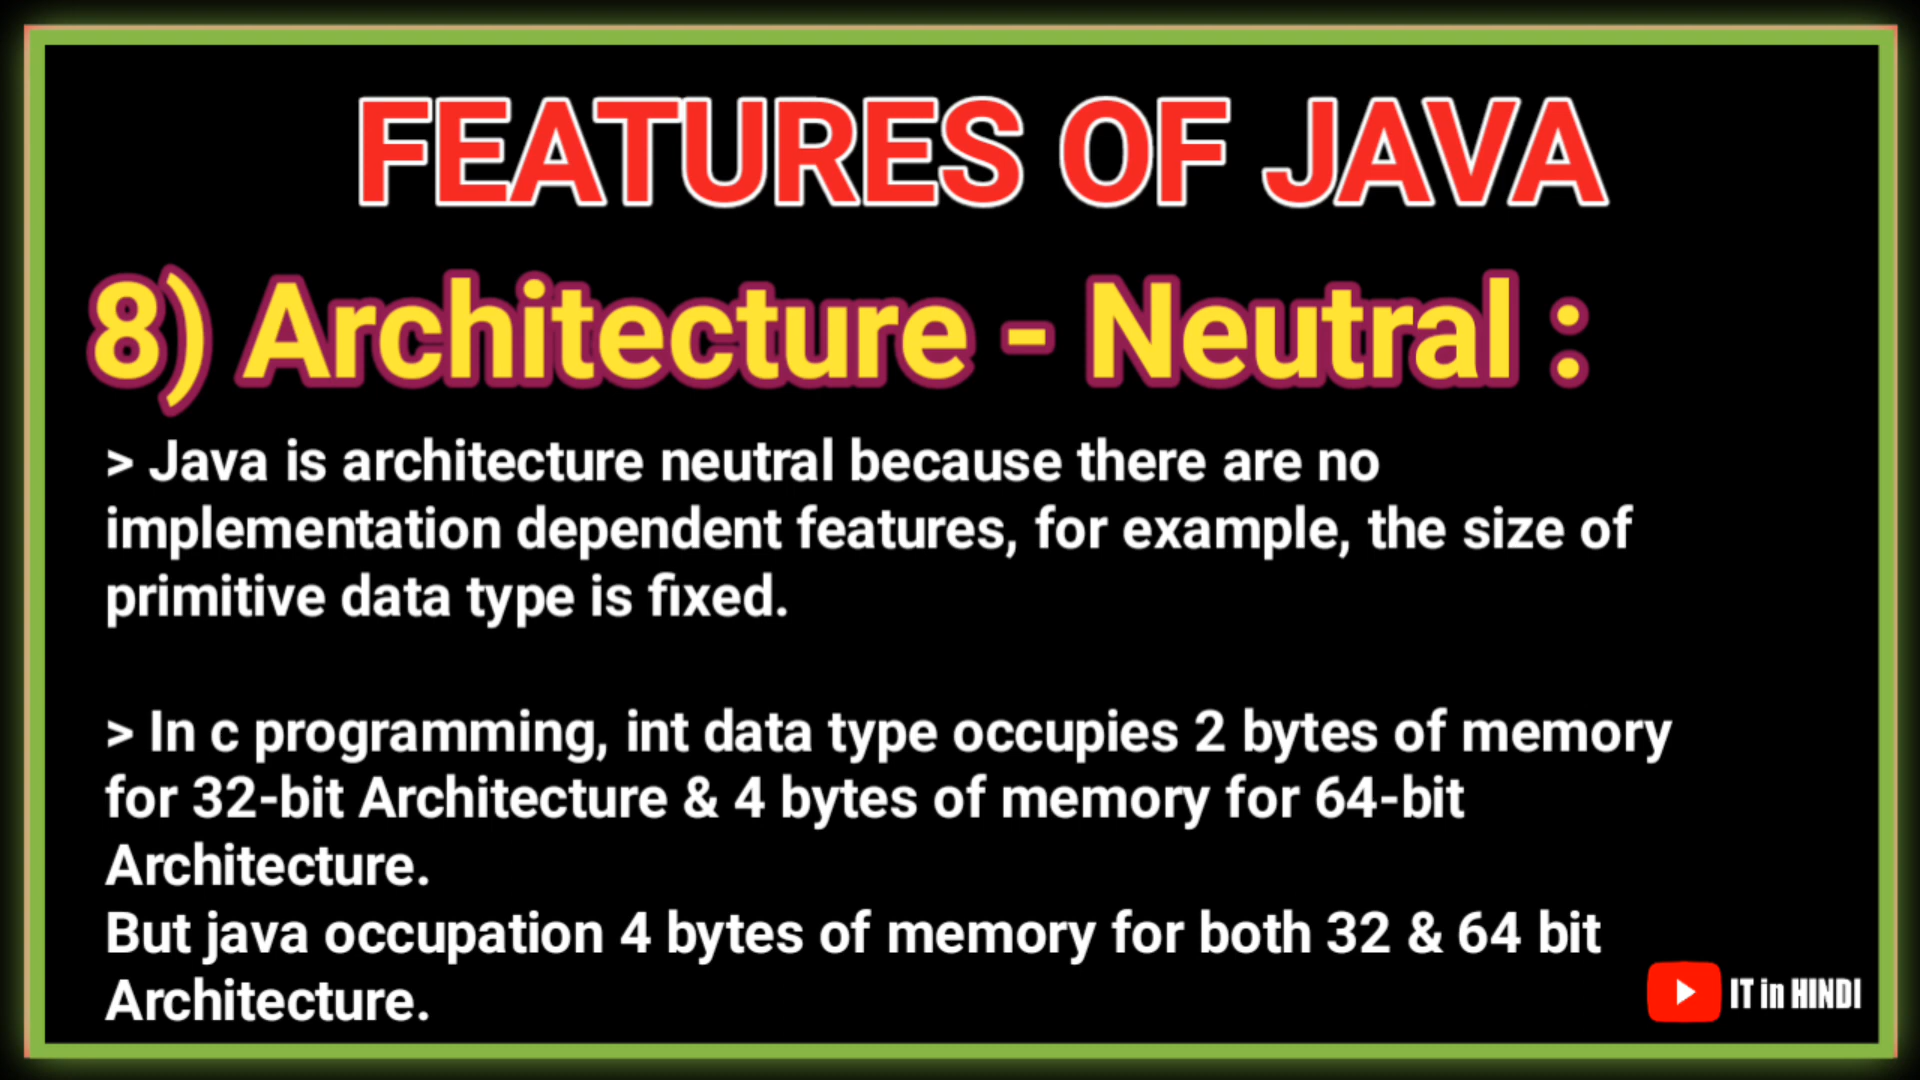 FEATURES OF JAVA
8) Architecture - Neutral :
> Java is architecture neutral because there are no
implementation dependent features, for example, the size of
primitive data type is fixed.
> In c programming, int data type occupies 2 bytes of memory
for 32-bit Architecture & 4 bytes of memory for 64-bit
Architecture.
But java occupation 4 bytes of memory for both 32 & 64 bit
Architecture.
IT in HINDI